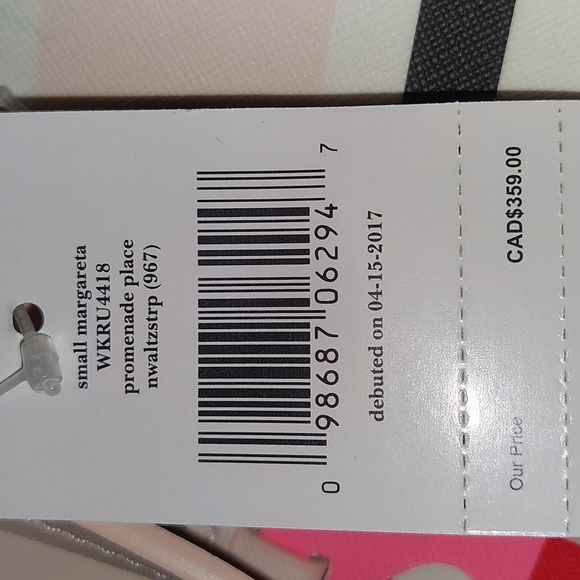 small margareta
WKRU4418
promenade place
nwaltzstrp (967)
0 98687 06294 7
debuted on 04-15-2017
Our Price CAD$359.00